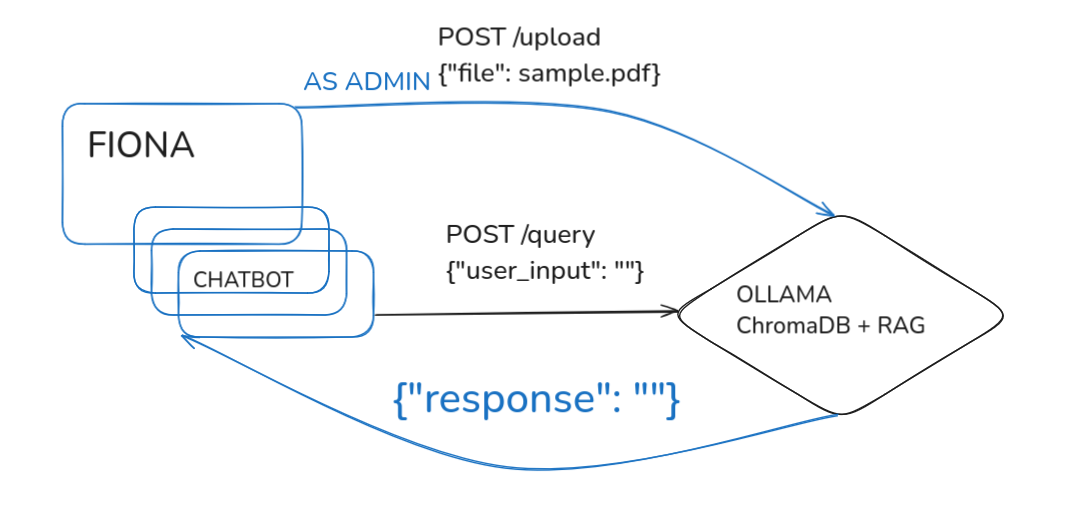 POST /upload
AS ADMIN {"file": sample.pdf}
FIONA
POST /query
{"user_input": ""}
CHATBOT
OLLAMA
ChromaDB + RAG
{"response": ""}